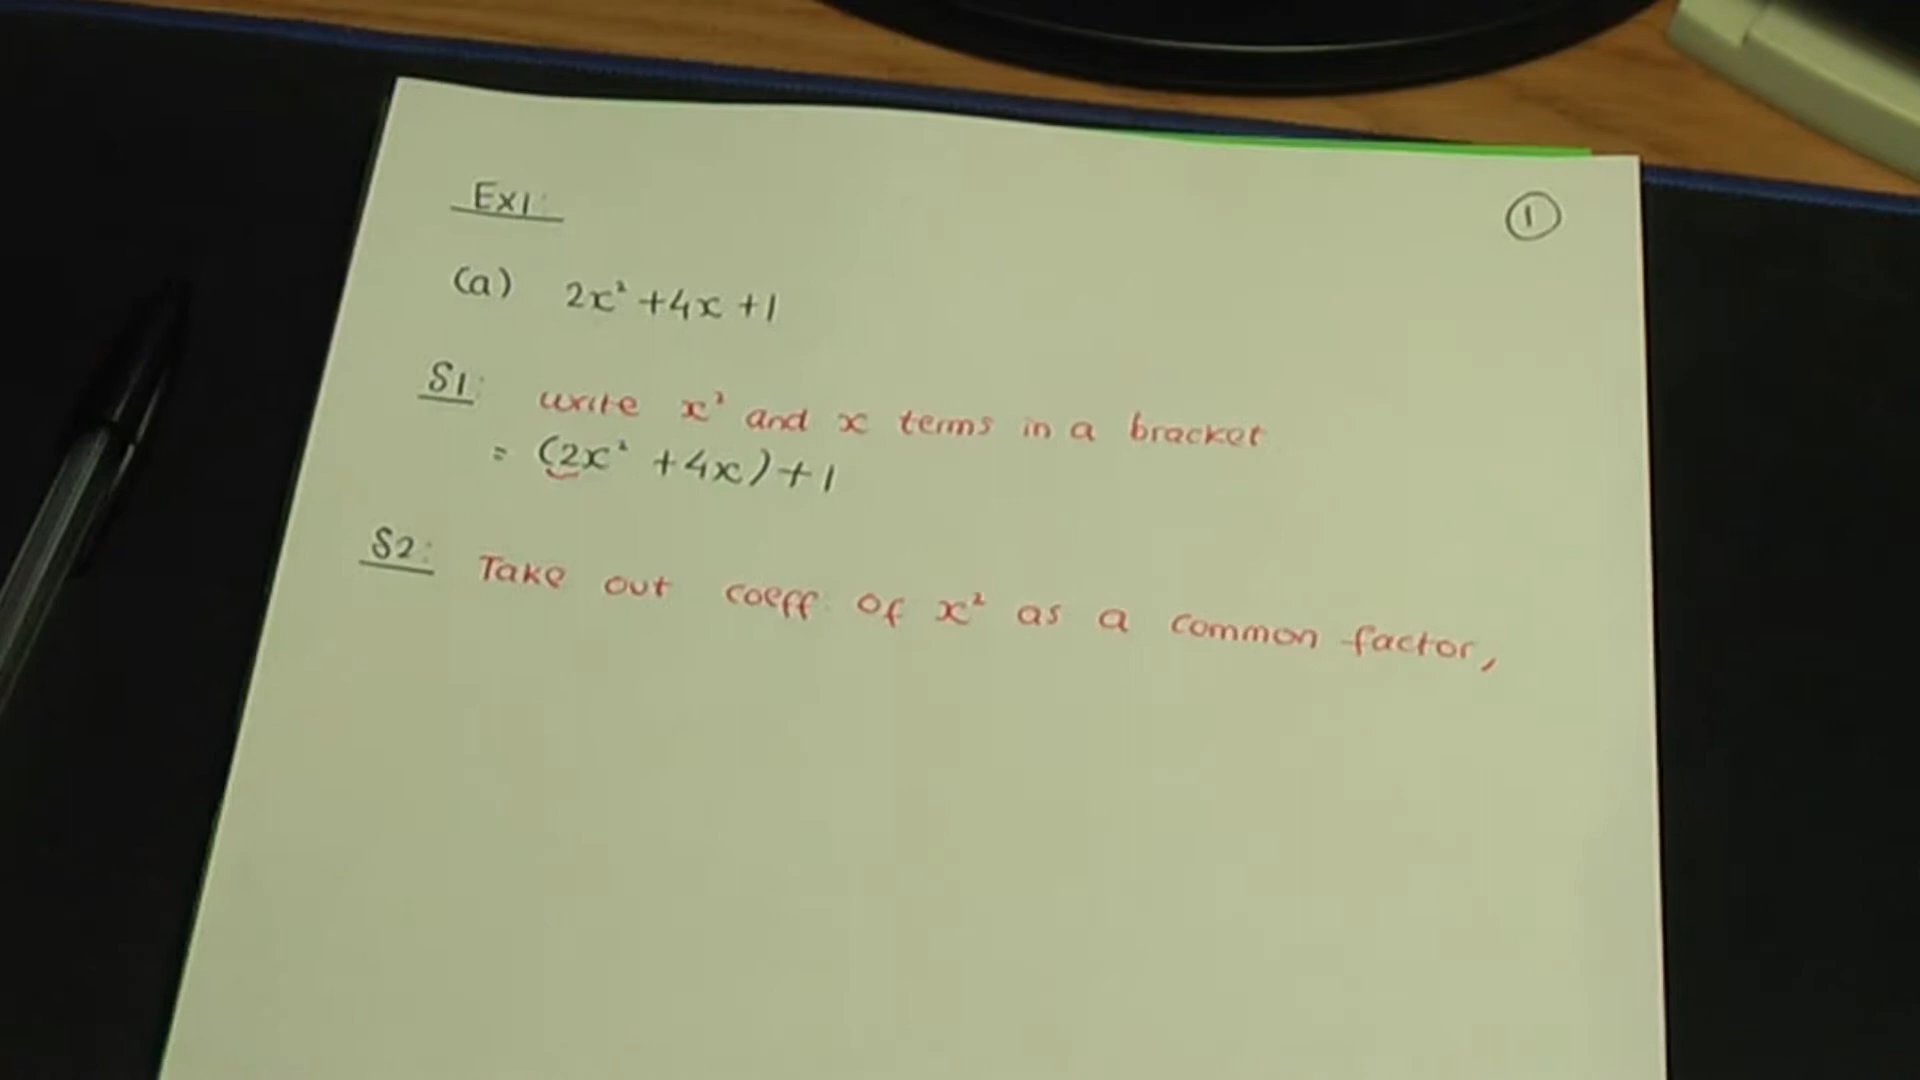 Ex1:
①
(a) 2x² + 4x + 1
S1: write x² and x terms in a bracket
= (2x² + 4x) + 1
S2: Take out coeff. of x² as a common factor,